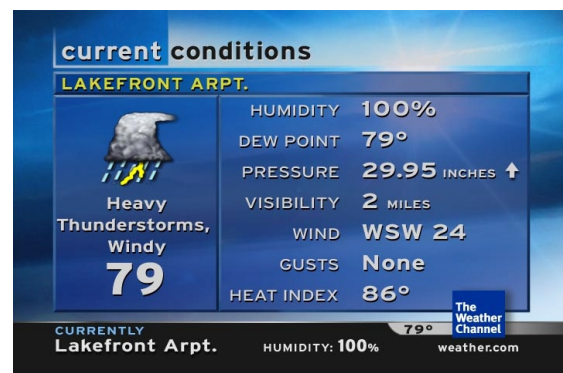 current conditions
LAKEFRONT ARPT.
Heavy
Thunderstorms,
Windy
79
HUMIDITY 100%
DEW POINT 79°
PRESSURE 29.95 INCHES ↑
VISIBILITY 2 MILES
WIND WSW 24
GUSTS None
HEAT INDEX 86°
The
Weather
Channel
CURRENTLY
Lakefront Arpt.
HUMIDITY: 100%
79°
weather.com